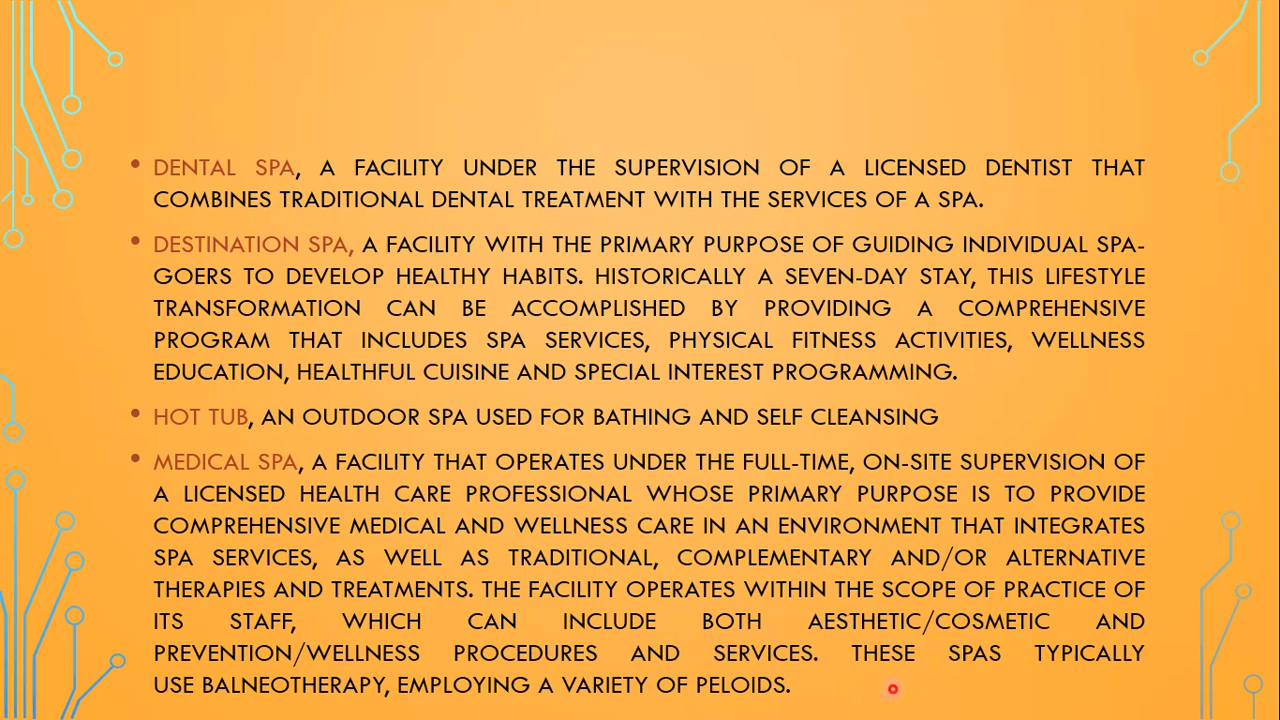 • DENTAL SPA, A FACILITY UNDER THE SUPERVISION OF A LICENSED DENTIST THAT
COMBINES TRADITIONAL DENTAL TREATMENT WITH THE SERVICES OF A SPA.
• DESTINATION SPA, A FACILITY WITH THE PRIMARY PURPOSE OF GUIDING INDIVIDUAL SPA-
GOERS TO DEVELOP HEALTHY HABITS. HISTORICALLY A SEVEN-DAY STAY, THIS LIFESTYLE
TRANSFORMATION CAN BE ACCOMPLISHED BY PROVIDING A COMPREHENSIVE
PROGRAM THAT INCLUDES SPA SERVICES, PHYSICAL FITNESS ACTIVITIES, WELLNESS
EDUCATION, HEALTHFUL CUISINE AND SPECIAL INTEREST PROGRAMMING.
• HOT TUB, AN OUTDOOR SPA USED FOR BATHING AND SELF CLEANSING
• MEDICAL SPA, A FACILITY THAT OPERATES UNDER THE FULL-TIME, ON-SITE SUPERVISION OF
A LICENSED HEALTH CARE PROFESSIONAL WHOSE PRIMARY PURPOSE IS TO PROVIDE
COMPREHENSIVE MEDICAL AND WELLNESS CARE IN AN ENVIRONMENT THAT INTEGRATES
SPA SERVICES, AS WELL AS TRADITIONAL, COMPLEMENTARY AND/OR ALTERNATIVE
THERAPIES AND TREATMENTS. THE FACILITY OPERATES WITHIN THE SCOPE OF PRACTICE OF
ITS STAFF, WHICH CAN INCLUDE BOTH AESTHETIC/COSMETIC AND
PREVENTION/WELLNESS PROCEDURES AND SERVICES. THESE SPAS TYPICALLY
USE BALNEOTHERAPY, EMPLOYING A VARIETY OF PELOIDS.